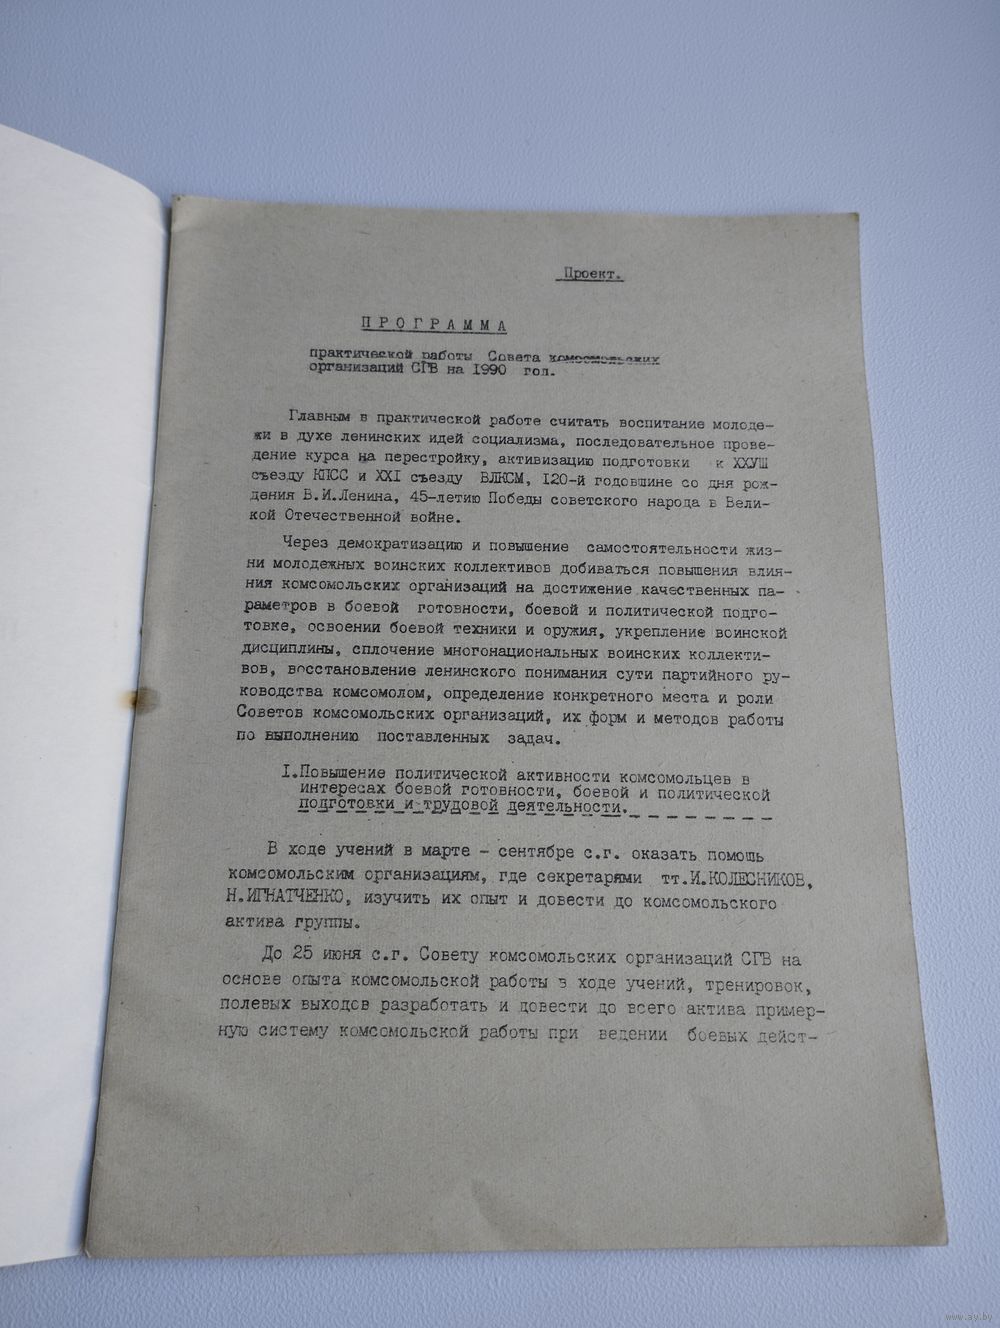 Проект.
П Р О Г Р А М М А
практической работы Совета комсомольских
организаций СГВ на 1990 год.
Главным в практической работе считать воспитание молоде-
жи в духе ленинских идей социализма, последовательное прове-
дение курса на перестройку, активизацию подготовки к ХХУШ
съезду КПСС и XXI съезду ВЛКСМ, 120-й годовщине со дня рож-
дения В.И.Ленина, 45-летию Победы советского народа в Вели-
кой Отечественной войне.
Через демократизацию и повышение самостоятельности жиз-
ни молодежных воинских коллективов добиваться повышения влия-
ния комсомольских организаций на достижение качественных па-
раметров в боевой готовности, боевой и политической подго-
товке, освоении боевой техники и оружия, укрепление воинской
дисциплины, сплочение многонациональных воинских коллекти-
вов, восстановление ленинского понимания сути партийного ру-
ководства комсомолом, определение конкретного места и роли
Советов комсомольских организаций, их форм и методов работы
по выполнению поставленных задач.
I.Повышение политической активности комсомольцев в
интересах боевой готовности, боевой и политической
подготовки и трудовой деятельности.
В ходе учений в марте - сентябре с.г. оказать помощь
комсомольским организациям, где секретарями тт.И.КОЛЕСНИКОВ,
Н.ИГНАТЧЕНКО, изучить их опыт и довести до комсомольского
актива группы.
До 25 июня с.г. Совету комсомольских организаций СГВ на
основе опыта комсомольской работы в ходе учений, тренировок,
полевых выходов разработать и довести до всего актива пример-
ную систему комсомольской работы при ведении боевых дейст-
www.ay.by